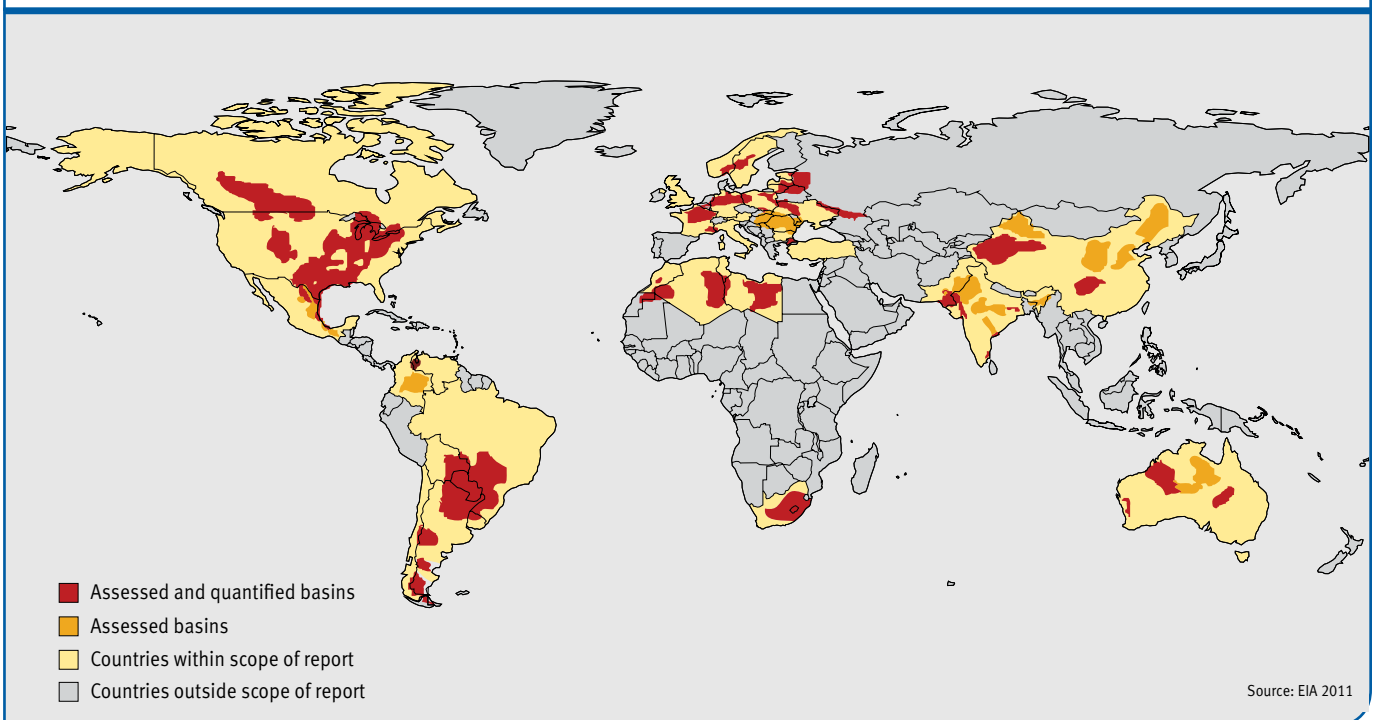 Assessed and quantified basins
Assessed basins
Countries within scope of report
Countries outside scope of report
Source: EIA 2011